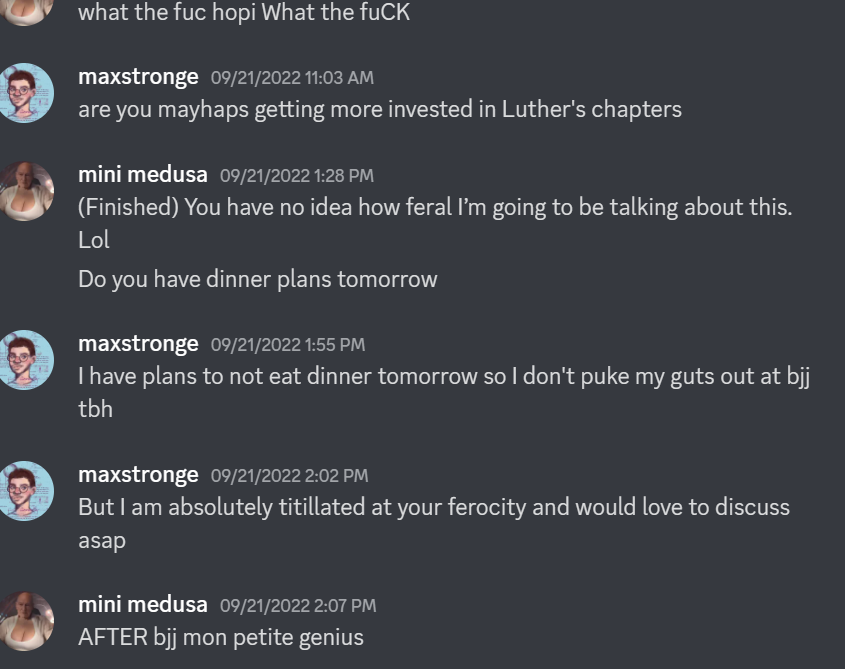 what the fuc hopi What the fuCK
maxstronge 09/21/2022 11:03 AM
are you mayhaps getting more invested in Luther's chapters
mini medusa 09/21/2022 1:28 PM
(Finished) You have no idea how feral I’m going to be talking about this.
Lol
Do you have dinner plans tomorrow
maxstronge 09/21/2022 1:55 PM
I have plans to not eat dinner tomorrow so I don't puke my guts out at bjj
tbh
maxstronge 09/21/2022 2:02 PM
But I am absolutely titillated at your ferocity and would love to discuss
asap
mini medusa 09/21/2022 2:07 PM
AFTER bjj mon petite genius